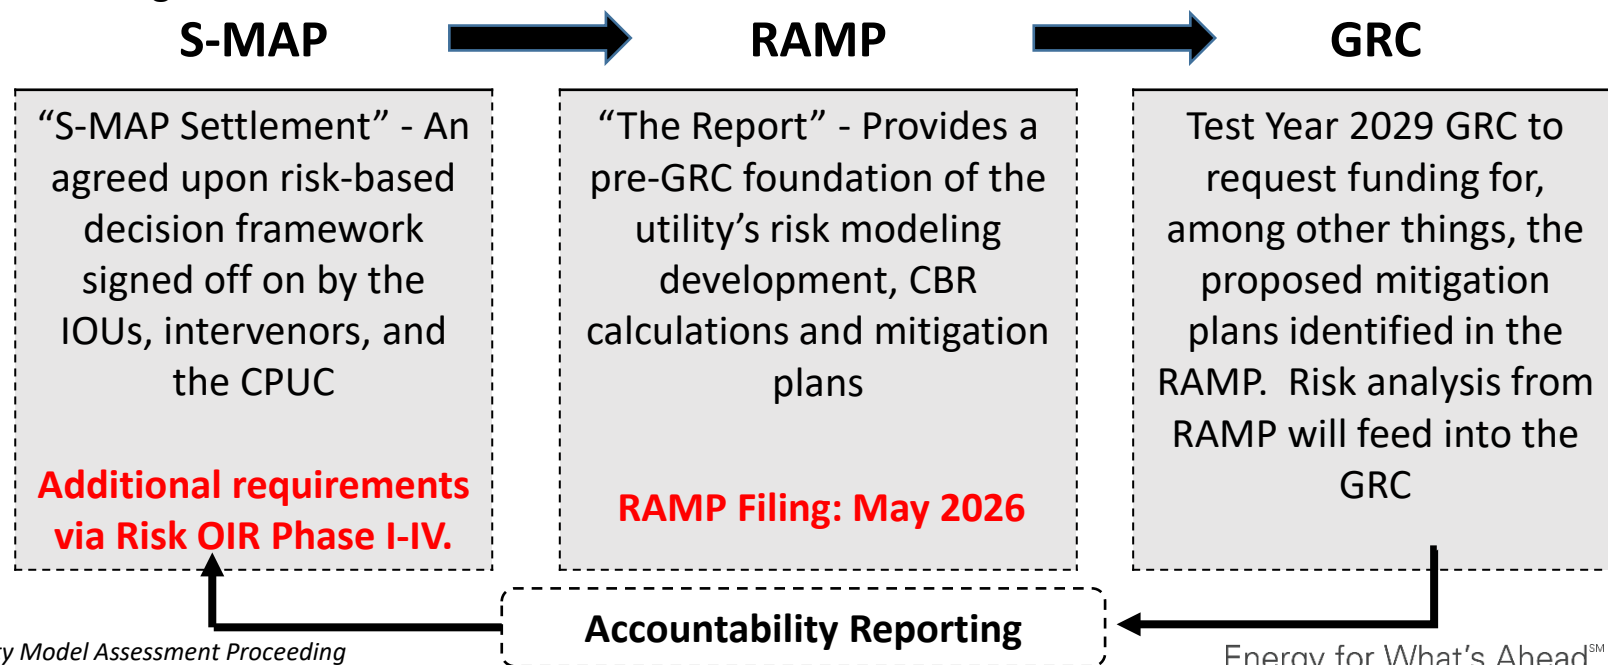 S-MAP
RAMP
GRC
“S-MAP Settlement” - An
agreed upon risk-based
decision framework
signed off on by the
IOUs, intervenors, and
the CPUC
Additional requirements
via Risk OIR Phase I-IV.
“The Report” - Provides a
pre-GRC foundation of the
utility’s risk modeling
development, CBR
calculations and mitigation
plans
RAMP Filing: May 2026
Test Year 2029 GRC to
request funding for,
among other things, the
proposed mitigation
plans identified in the
RAMP.  Risk analysis from
RAMP will feed into the
GRC
Accountability Reporting
Model Assessment Proceeding
Energy for What's Ahead℠